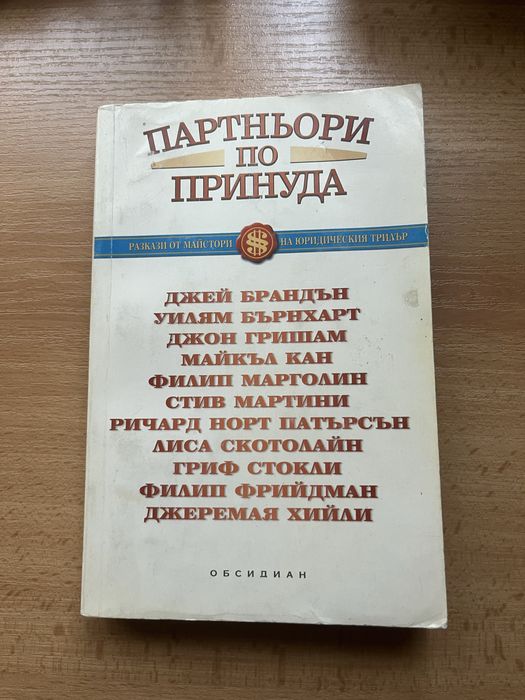 ПАРТНЬОРИ
ПО
ПРИНУДА
РАЗКАЗИ ОТ МАЙСТОРИ $ НА ЮРИДИЧЕСКИЯ ТРИЛЪР
ДЖЕЙ БРАНДЪН
УИЛЯМ БЪРНХАРТ
ДЖОН ГРИШАМ
МАЙКЪЛ КАН
ФИЛИП МАРГОЛИН
СТИВ МАРТИНИ
РИЧАРД НОРТ ПАТЪРСЪН
ЛИСА СКОТОЛАЙН
ГРИФ СТОКЛИ
ФИЛИП ФРИЙДМАН
ДЖЕРЕМАЯ ХИЙЛИ
ОБСИДИАН